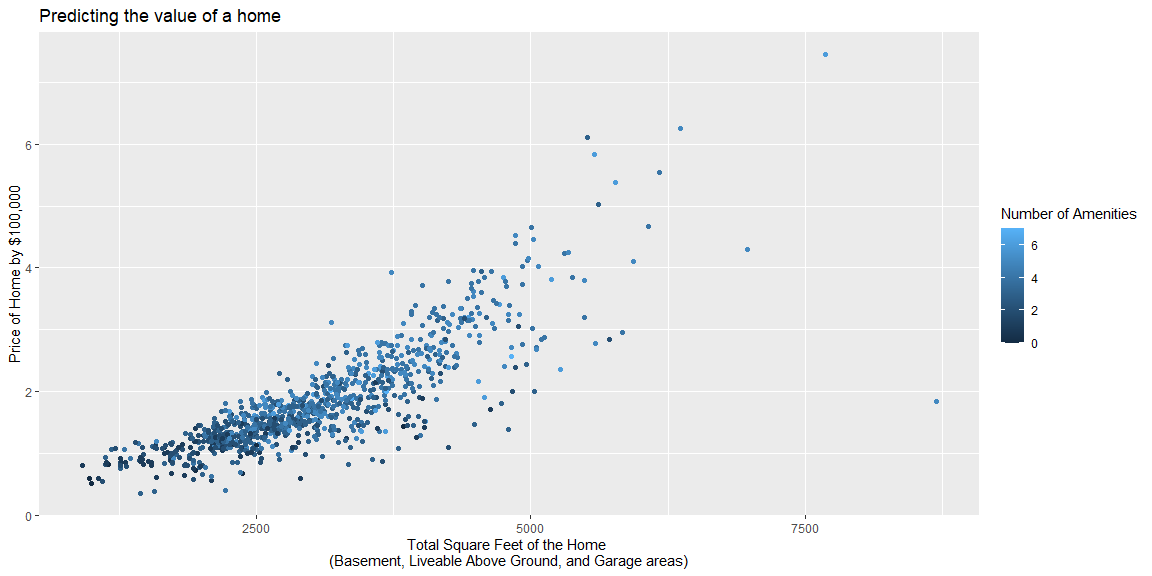 Predicting the value of a home
Price of Home by $100,000
6
4
2
0
2500
5000
7500
Total Square Feet of the Home
(Basement, Liveable Above Ground, and Garage areas)
Number of Amenities
6
4
2
0